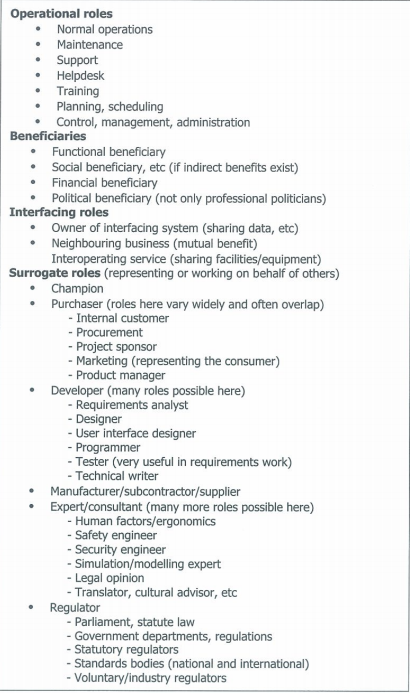 Operational roles
• Normal operations
• Maintenance
• Support
• Helpdesk
• Training
• Planning, scheduling
• Control, management, administration
Beneficiaries
• Functional beneficiary
• Social beneficiary, etc (if indirect benefits exist)
• Financial beneficiary
• Political beneficiary (not only professional politicians)
Interfacing roles
• Owner of interfacing system (sharing data, etc)
• Neighbouring business (mutual benefit)
Interoperating service (sharing facilities/equipment)
Surrogate roles (representing or working on behalf of others)
• Champion
• Purchaser (roles here vary widely and often overlap)
- Internal customer
- Procurement
- Project sponsor
- Marketing (representing the consumer)
- Product manager
• Developer (many roles possible here)
- Requirements analyst
- Designer
- User interface designer
- Programmer
- Tester (very useful in requirements work)
- Technical writer
• Manufacturer/subcontractor/supplier
• Expert/consultant (many more roles possible here)
- Human factors/ergonomics
- Safety engineer
- Security engineer
- Simulation/modelling expert
- Legal opinion
- Translator, cultural advisor, etc
• Regulator
- Parliament, statute law
- Government departments, regulations
- Statutory regulators
- Standards bodies (national and international)
- Voluntary/industry regulators